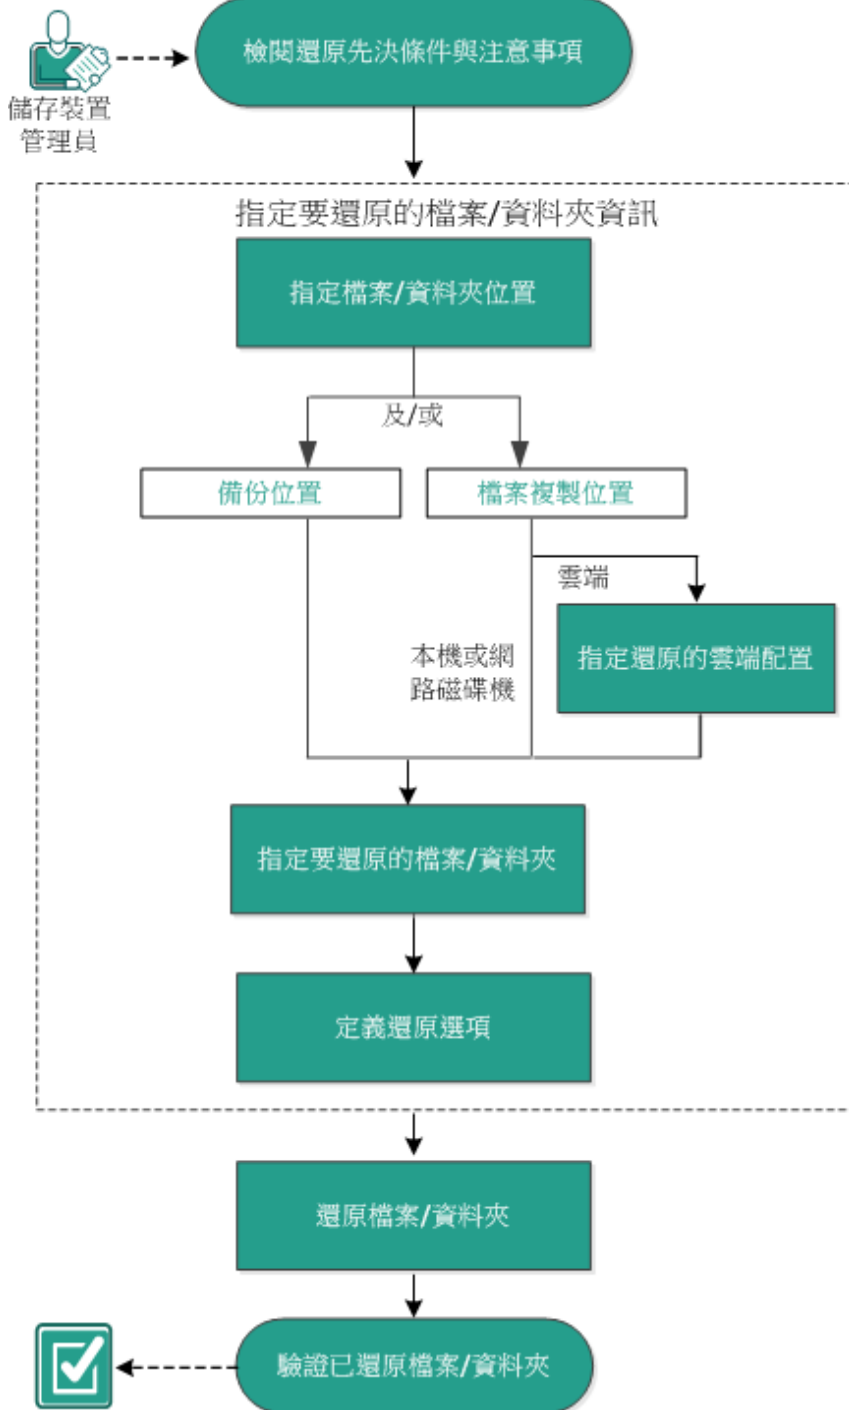 檢閱還原先決條件與注意事項
儲存裝置
管理員
指定要還原的檔案/資料夾資訊
指定檔案/資料夾位置
及/或
備份位置
檔案複製位置
雲端
本機或網
路磁碟機
指定還原的雲端配置
指定要還原的檔案/資料夾
定義還原選項
還原檔案/資料夾
驗證已還原檔案/資料夾